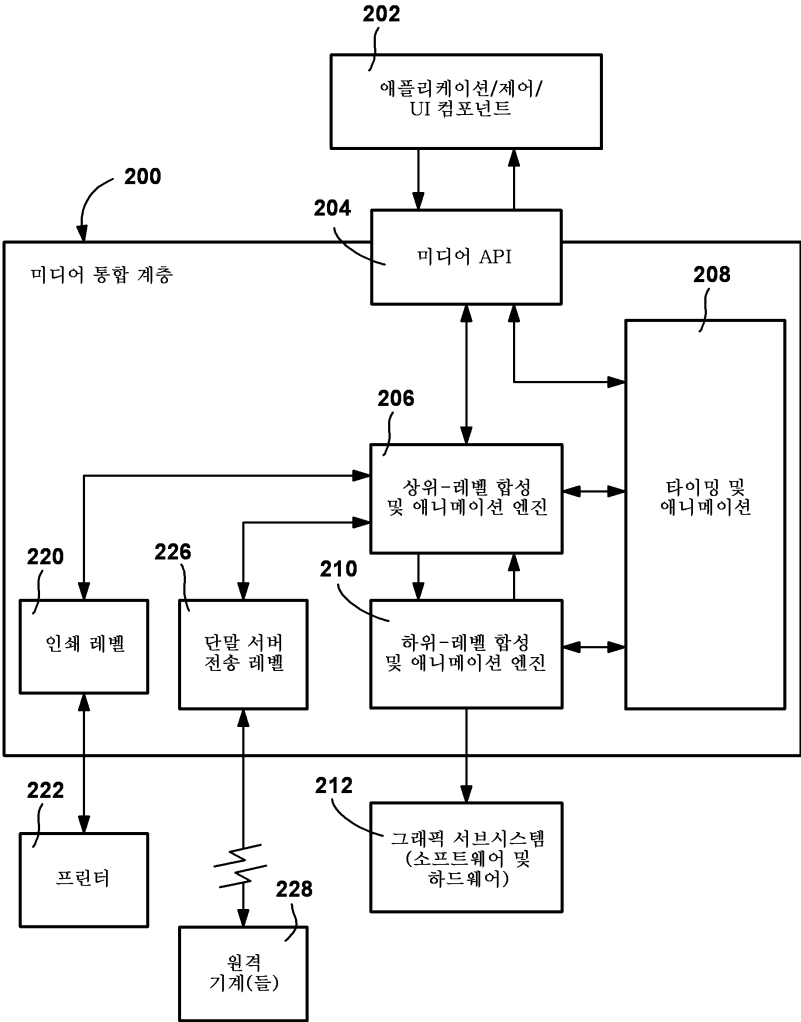 202
애플리케이션/제어/
UI 컴포넌트
200
204
미디어 API
미디어 통합 계층
208
206
상위-레벨 합성
및 애니메이션 엔진
타이밍 및
애니메이션
220
226
210
인쇄 레벨
단말 서버
전송 레벨
하위-레벨 합성
및 애니메이션 엔진
222
212
프린터
그래픽 서브시스템
(소프트웨어 및
하드웨어)
228
원격
기계(들)